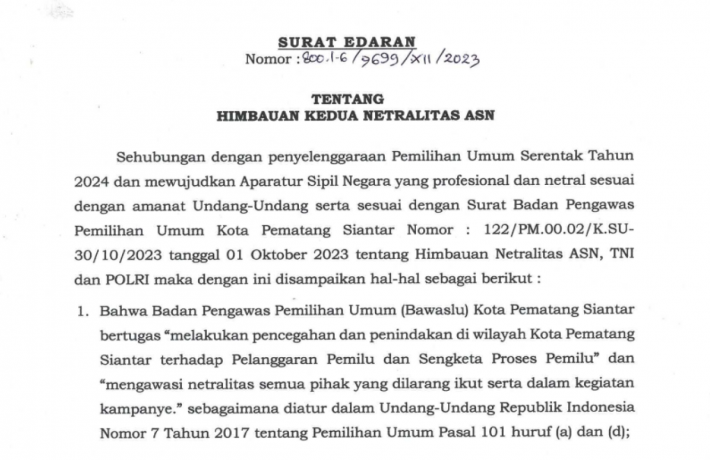 SURAT EDARAN
Nomor : 800.1.6/9699/XII/2023
TENTANG
HIMBAUAN KEDUA NETRALITAS ASN
Sehubungan dengan penyelenggaraan Pemilihan Umum Serentak Tahun
2024 dan mewujudkan Aparatur Sipil Negara yang profesional dan netral sesuai
dengan amanat Undang-Undang serta sesuai dengan Surat Badan Pengawas
Pemilihan Umum Kota Pematang Siantar Nomor : 122/PM.00.02/K.SU-
30/10/2023 tanggal 01 Oktober 2023 tentang Himbauan Netralitas ASN, TNI
dan POLRI maka dengan ini disampaikan hal-hal sebagai berikut :
1. Bahwa Badan Pengawas Pemilihan Umum (Bawaslu) Kota Pematang Siantar
bertugas “melakukan pencegahan dan penindakan di wilayah Kota Pematang
Siantar terhadap Pelanggaran Pemilu dan Sengketa Proses Pemilu” dan
“mengawasi netralitas semua pihak yang dilarang ikut serta dalam kegiatan
kampanye.” sebagaimana diatur dalam Undang-Undang Republik Indonesia
Nomor 7 Tahun 2017 tentang Pemilihan Umum Pasal 101 huruf (a) dan (d);